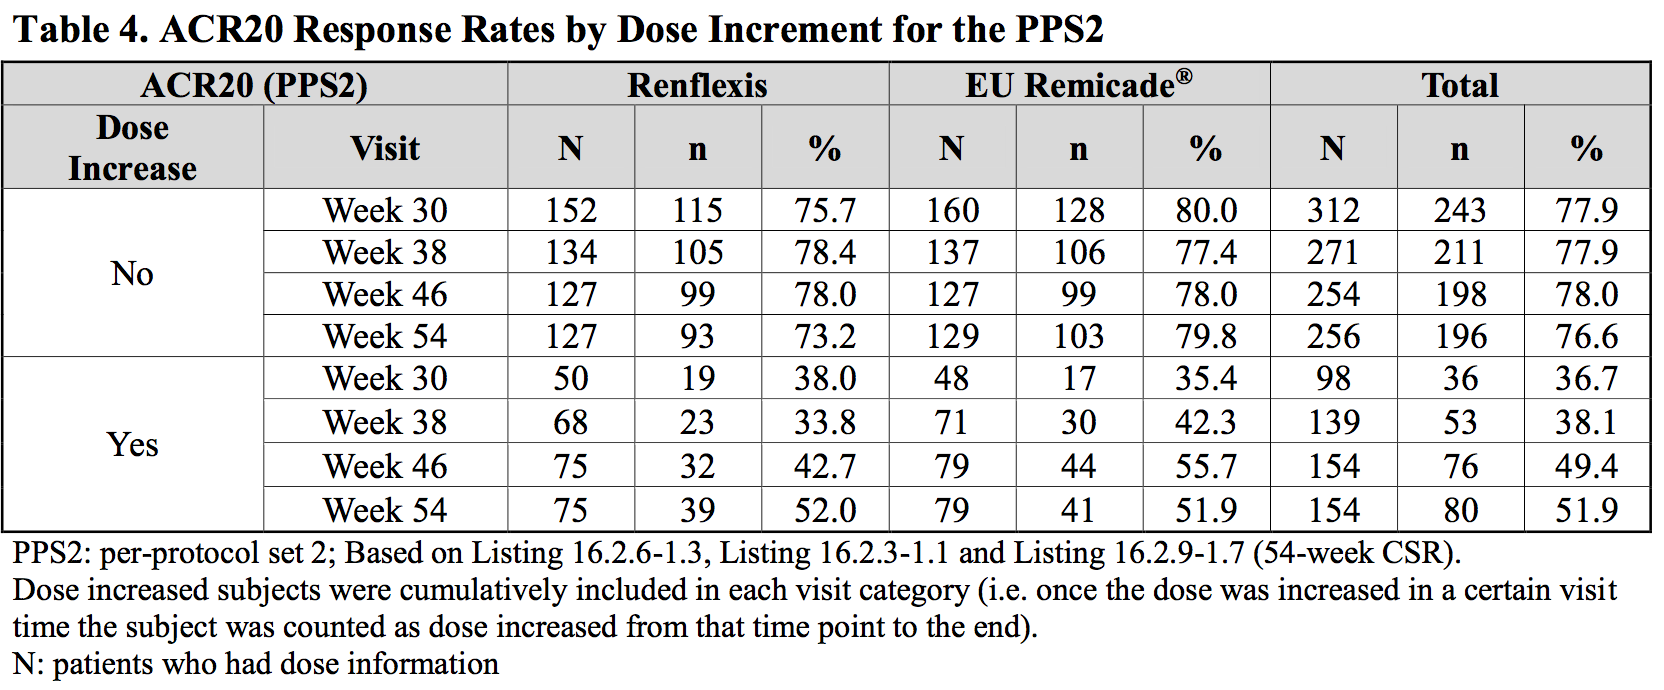 Table 4. ACR20 Response Rates by Dose Increment for the PPS2
ACR20 (PPS2) Renflexis EU Remicade® Total
Dose Increase Visit N n % N n % N n %
No
Week 30 152 115 75.7 160 128 80.0 312 243 77.9
Week 38 134 105 78.4 137 106 77.4 271 211 77.9
Week 46 127 99 78.0 127 99 78.0 254 198 78.0
Week 54 127 93 73.2 129 103 79.8 256 196 76.6
Yes
Week 30 50 19 38.0 48 17 35.4 98 36 36.7
Week 38 68 23 33.8 71 30 42.3 139 53 38.1
Week 46 75 32 42.7 79 44 55.7 154 76 49.4
Week 54 75 39 52.0 79 41 51.9 154 80 51.9
PPS2: per-protocol set 2; Based on Listing 16.2.6-1.3, Listing 16.2.3-1.1 and Listing 16.2.9-1.7 (54-week CSR).
Dose increased subjects were cumulatively included in each visit category (i.e. once the dose was increased in a certain visit
time the subject was counted as dose increased from that time point to the end).
N: patients who had dose information